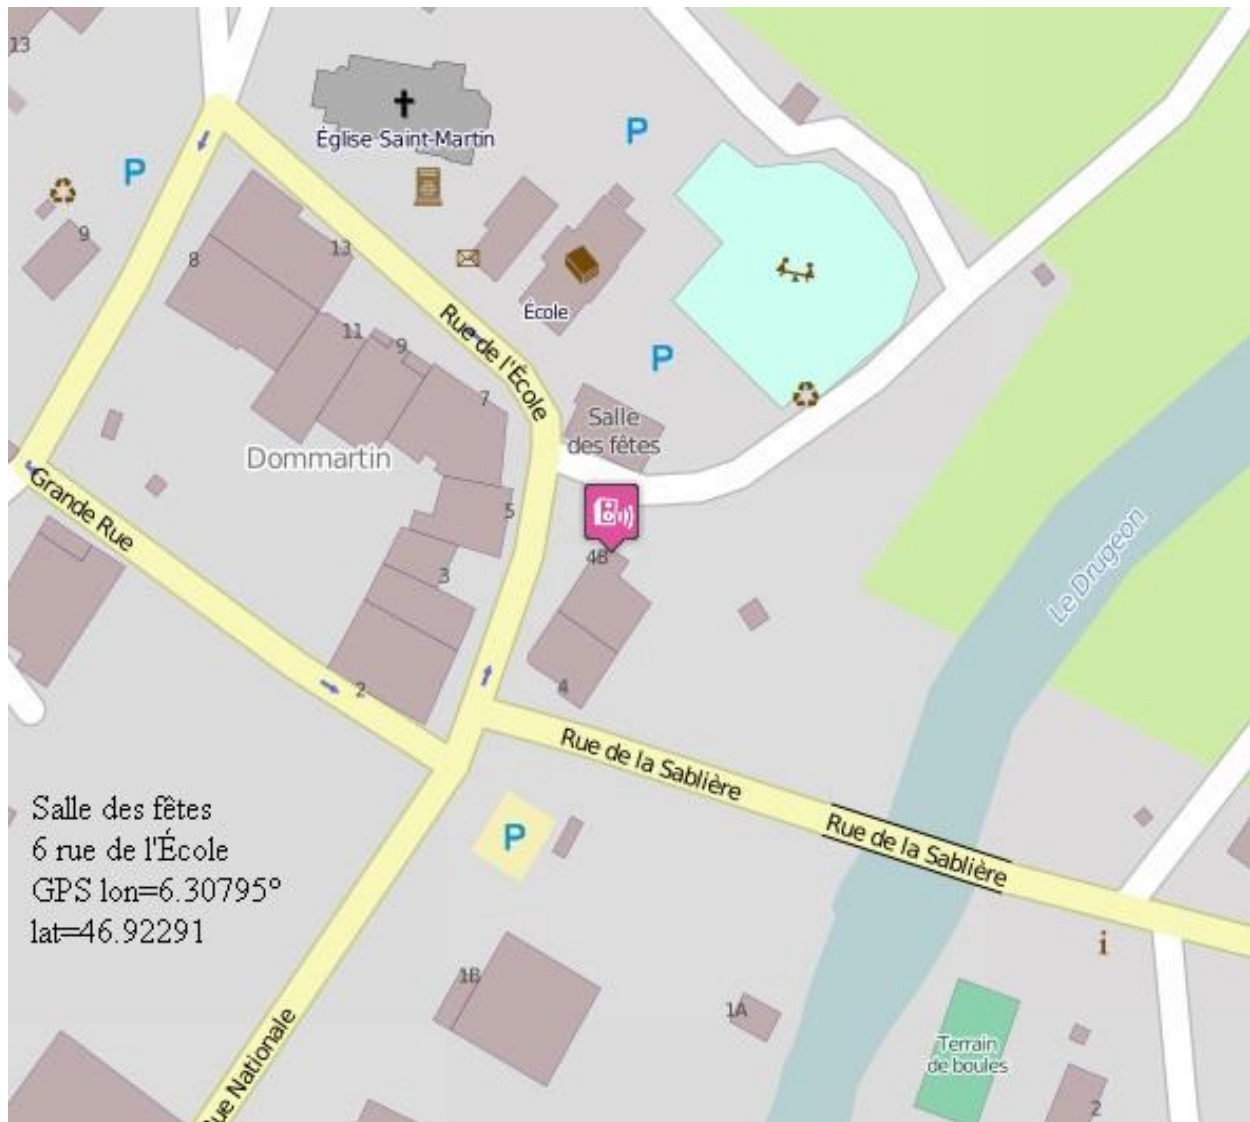 13
Église Saint-Martin
P
P
9
8
13
École
Rue de l'École
11
9
7
P
Salle
des fêtes
Dommartin
Grande Rue
5
4B
3
Le Drugeon
2
4
Rue de la Sablière
Rue de la Sablière
Salle des fêtes
6 rue de l'École
GPS lon=6.30795°
lat=46.92291
P
i
1B
1A
Rue Nationale
Terrain
de boules
2